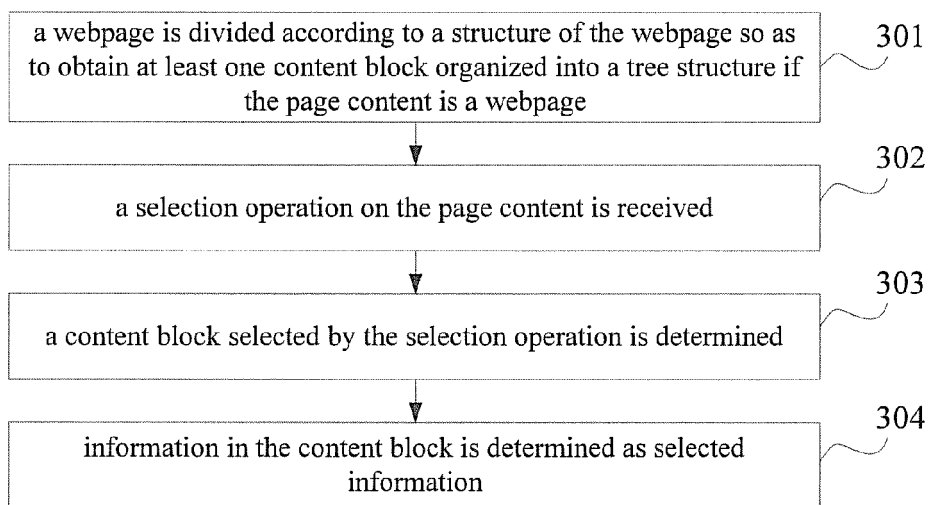 a webpage is divided according to a structure of the webpage so as
to obtain at least one content block organized into a tree structure if
the page content is a webpage
301
a selection operation on the page content is received
302
a content block selected by the selection operation is determined
303
information in the content block is determined as selected
information
304